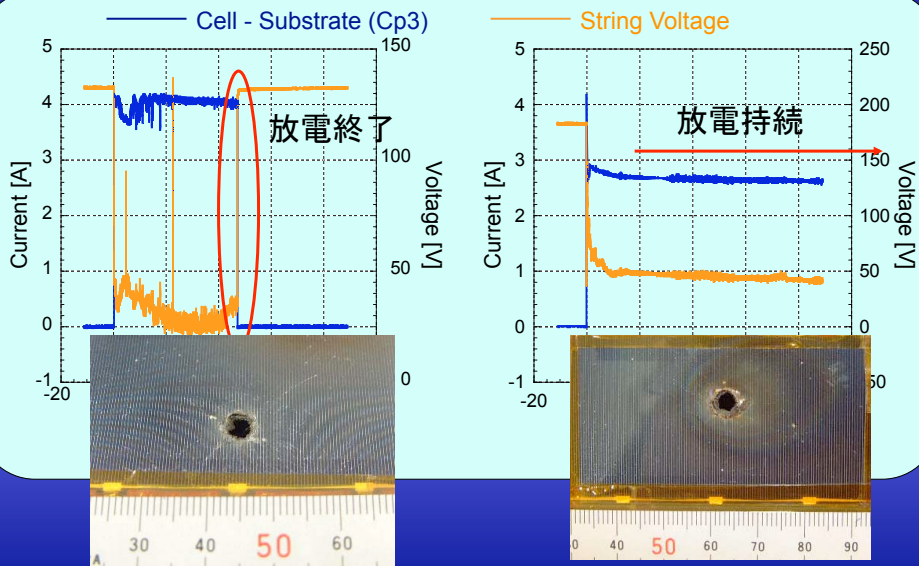 Cell - Substrate (Cp3)
String Voltage
5
4
3
2
1
0
-1
-20
Current [A]
150
100
50
0
Voltage [V]
放電終了
5
4
3
2
1
0
-1
-20
Current [A]
250
200
150
100
50
0
50
Voltage [V]
放電持続
30 40 50 60
A
40 50 60 70 80 90